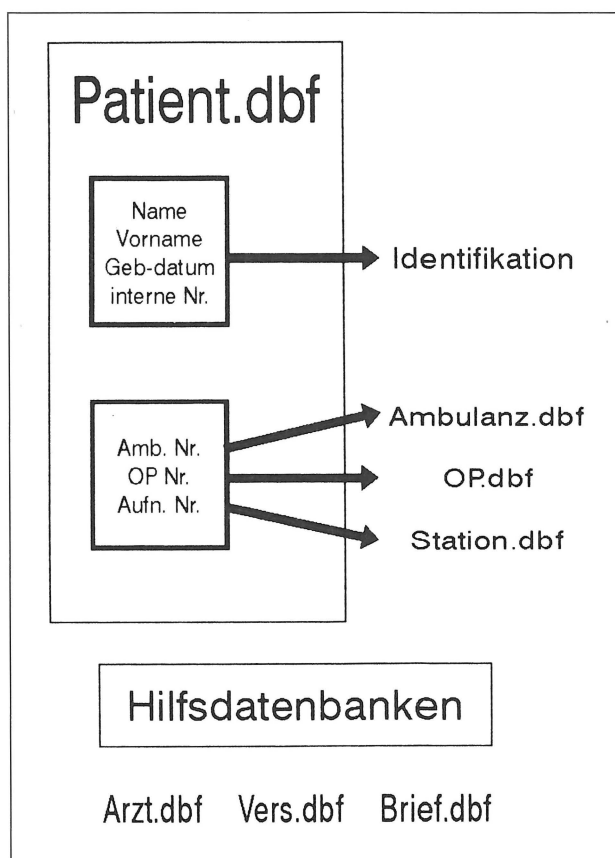 Patient.dbf
Name
Vorname
Geb-datum
interne Nr.
Identifikation
Amb. Nr.
OP Nr.
Aufn. Nr.
Ambulanz.dbf
OP.dbf
Station.dbf
Hilfsdatenbanken
Arzt.dbf Vers.dbf Brief.dbf